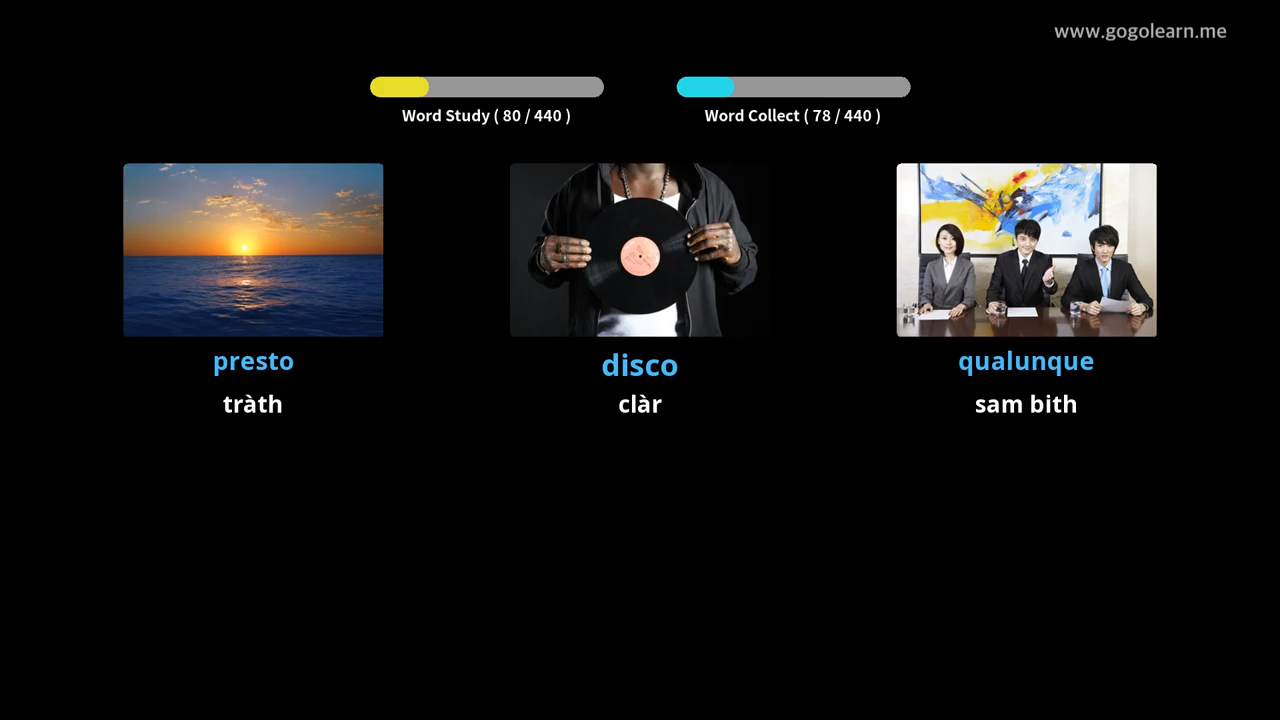 www.gogolearn.me
Word Study ( 80 / 440 )
Word Collect ( 78 / 440 )
presto
disco
qualunque
tràth
clàr
sam bith